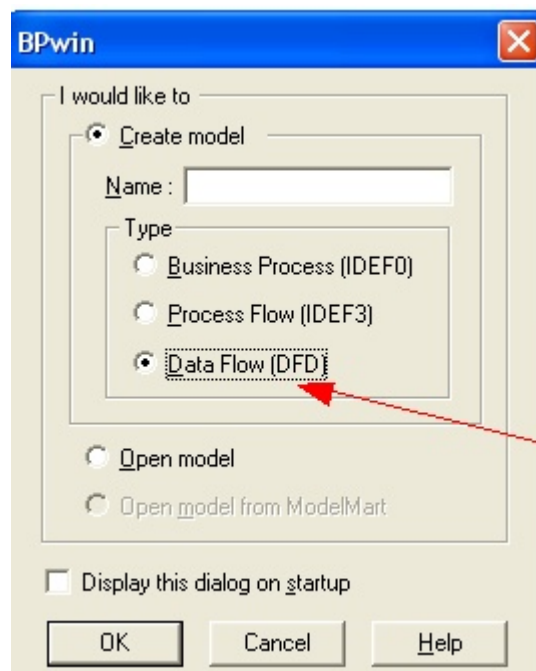 BPwin
I would like to
Create model
Name :
Type
Business Process (IDEF0)
Process Flow (IDEF3)
Data Flow (DFD)
Open model
Open model from ModelMart
Display this dialog on startup
OK Cancel Help